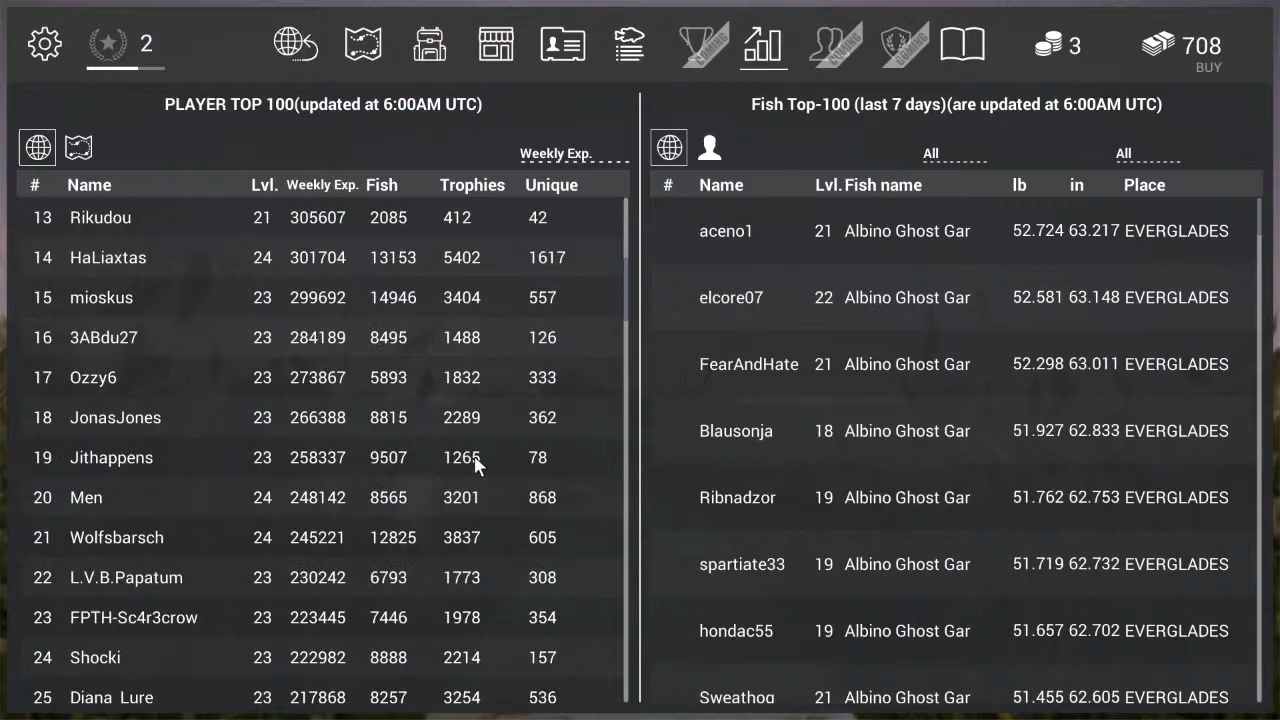 2
COMING
COMING
COMING
3
708
BUY
PLAYER TOP 100(updated at 6:00AM UTC)
Weekly Exp.
# Name Lvl. Weekly Exp. Fish Trophies Unique
13 Rikudou 21 305607 2085 412 42
14 HaLiaxtas 24 301704 13153 5402 1617
15 mioskus 23 299692 14946 3404 557
16 3ABdu27 23 284189 8495 1488 126
17 Ozzy6 23 273867 5893 1832 333
18 JonasJones 23 266388 8815 2289 362
19 Jithappens 23 258337 9507 1265 78
20 Men 24 248142 8565 3201 868
21 Wolfsbarsch 24 245221 12825 3837 605
22 L.V.B.Papatum 23 230242 6793 1773 308
23 FPTH-Sc4r3crow 23 223445 7446 1978 354
24 Shocki 23 222982 8888 2214 157
25 Diana_Lure 23 217868 8257 3254 536
Fish Top-100 (last 7 days)(are updated at 6:00AM UTC)
All All
# Name Lvl. Fish name lb in Place
aceno1 21 Albino Ghost Gar 52.724 63.217 EVERGLADES
elcore07 22 Albino Ghost Gar 52.581 63.148 EVERGLADES
FearAndHate 21 Albino Ghost Gar 52.298 63.011 EVERGLADES
Blausonja 18 Albino Ghost Gar 51.927 62.833 EVERGLADES
Ribnadzor 19 Albino Ghost Gar 51.762 62.753 EVERGLADES
spartiate33 19 Albino Ghost Gar 51.719 62.732 EVERGLADES
hondac55 19 Albino Ghost Gar 51.657 62.702 EVERGLADES
Sweathog 21 Albino Ghost Gar 51.455 62.605 EVERGLADES